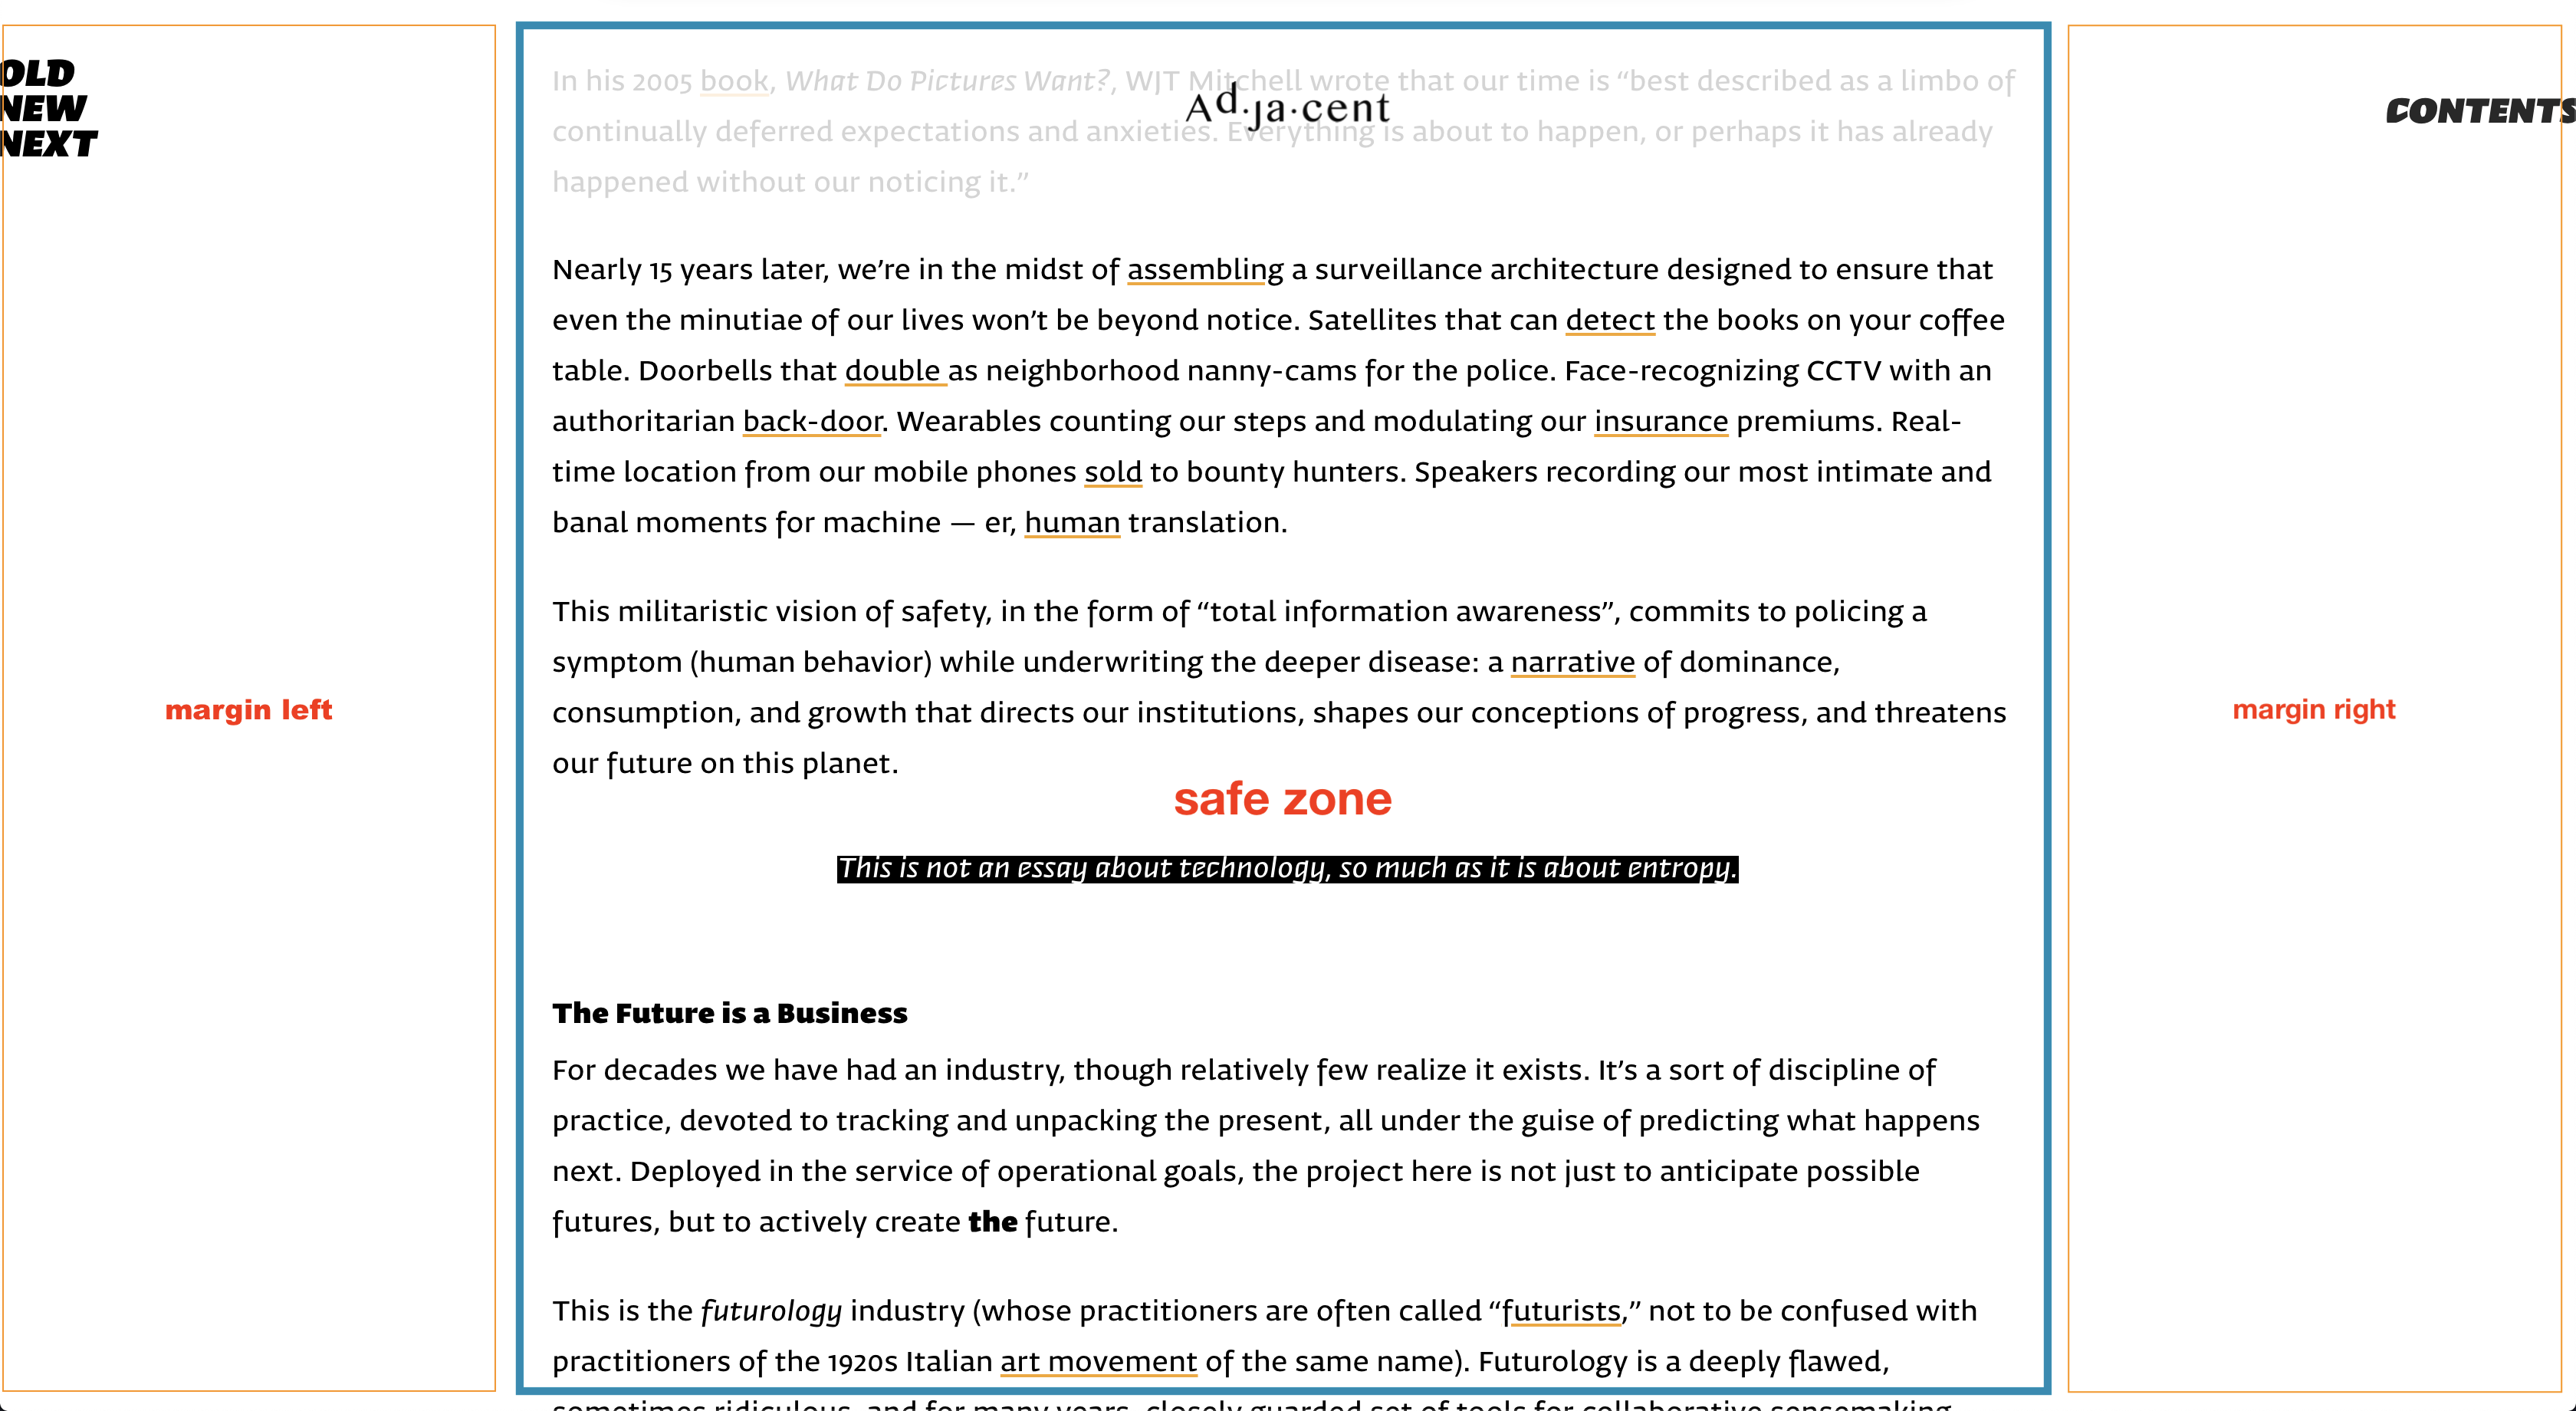 OLD
NEW
NEXT
Ad·ja·cent
CONTENTS
In his 2005 book, What Do Pictures Want?, WJT Mitchell wrote that our time is “best described as a limbo of
continually deferred expectations and anxieties. Everything is about to happen, or perhaps it has already
happened without our noticing it.”
Nearly 15 years later, we’re in the midst of assembling a surveillance architecture designed to ensure that
even the minutiae of our lives won’t be beyond notice. Satellites that can detect the books on your coffee
table. Doorbells that double as neighborhood nanny-cams for the police. Face-recognizing CCTV with an
authoritarian back-door. Wearables counting our steps and modulating our insurance premiums. Real-
time location from our mobile phones sold to bounty hunters. Speakers recording our most intimate and
banal moments for machine — er, human translation.
This militaristic vision of safety, in the form of “total information awareness”, commits to policing a
symptom (human behavior) while underwriting the deeper disease: a narrative of dominance,
consumption, and growth that directs our institutions, shapes our conceptions of progress, and threatens
our future on this planet.
margin left
margin right
safe zone
This is not an essay about technology, so much as it is about entropy.
The Future is a Business
For decades we have had an industry, though relatively few realize it exists. It’s a sort of discipline of
practice, devoted to tracking and unpacking the present, all under the guise of predicting what happens
next. Deployed in the service of operational goals, the project here is not just to anticipate possible
futures, but to actively create the future.
This is the futurology industry (whose practitioners are often called “futurists,” not to be confused with
practitioners of the 1920s Italian art movement of the same name). Futurology is a deeply flawed,
sometimes ridiculous, and for many years, closely guarded set of tools for collaborative sensemaking